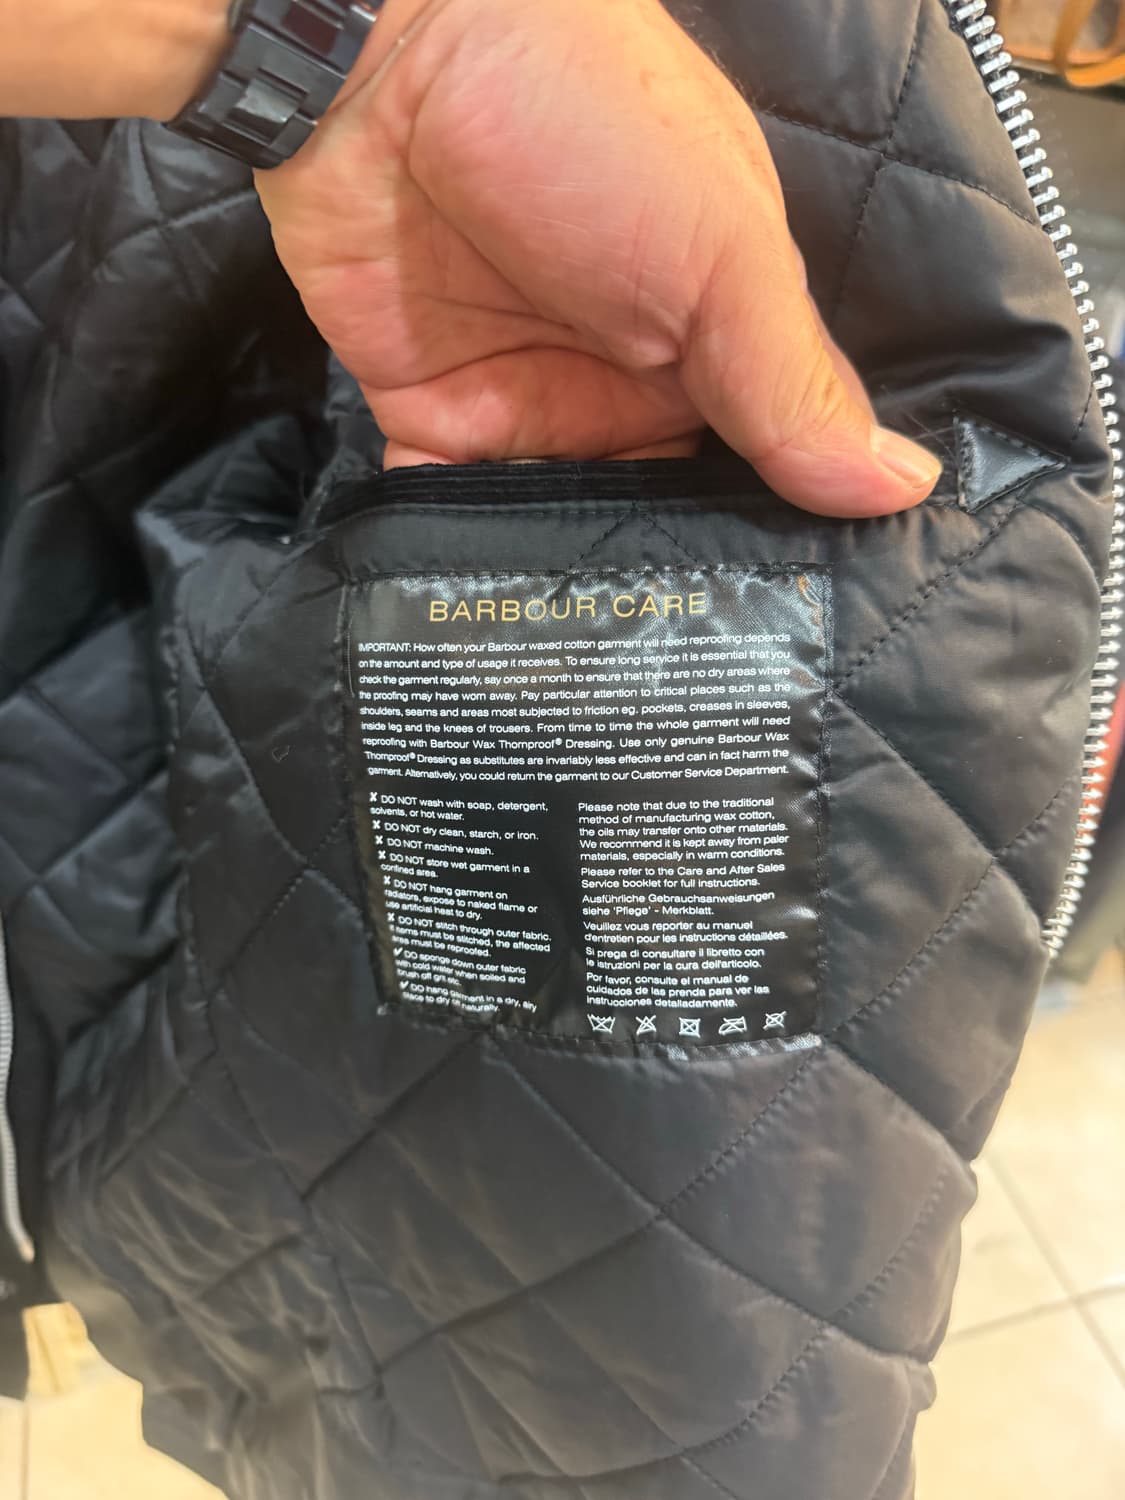 BARBOUR CARE
IMPORTANT: How often your Barbour waxed cotton garment will need reproofing depends
on the amount and type of usage it receives. To ensure long service it is essential that you
check the garment regularly, say once a month to ensure that there are no dry areas where
the proofing may have worn away. Pay particular attention to critical places such as the
shoulders, seams and areas most subjected to friction eg. pockets, creases in sleeves,
inside leg and the knees of trousers. From time to time the whole garment will need
reproofing with Barbour Wax Thornproof® Dressing. Use only genuine Barbour Wax
Thornproof® Dressing as substitutes are invariably less effective and can in fact harm the
garment. Alternatively, you could return the garment to our Customer Service Department.
✘ DO NOT wash with soap, detergent,
solvents, or hot water.
✘ DO NOT dry clean, starch, or iron.
✘ DO NOT machine wash.
✘ DO NOT store wet garment in a
confined area.
✘ DO NOT hang garment on
radiators, expose to naked flame or
use artificial heat to dry.
✘ DO NOT stitch through outer fabric.
If items must be stitched, the affected
area must be reproofed.
✔ DO sponge down outer fabric
with cold water when soiled and
brush off grit etc.
✔ DO hang garment in a dry, airy
place to dry off naturally.
Please note that due to the traditional
method of manufacturing wax cotton,
the oils may transfer onto other materials.
We recommend it is kept away from paler
materials, especially in warm conditions.
Please refer to the Care and After Sales
Service booklet for full instructions.
Ausführliche Gebrauchsanweisungen
siehe 'Pflege' - Merkblatt.
Veuillez vous reporter au manuel
d'entretien pour les instructions détaillées.
Si prega di consultare il libretto con
le istruzioni per la cura dell'articolo.
Por favor, consulte el manual de
cuidados de las prenda para ver las
instrucciones detalladamente.